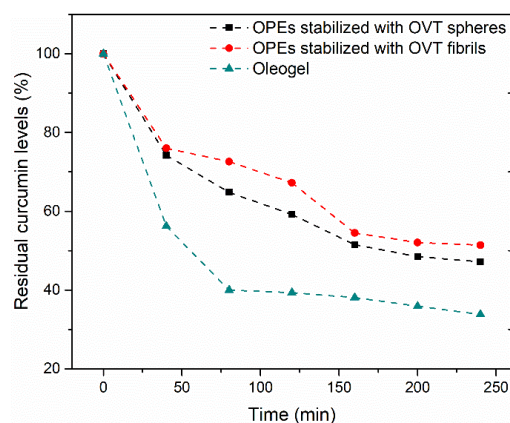 OPEs stabilized with OVT spheres
OPEs stabilized with OVT fibrils
Oleogel
Residual curcumin levels (%)
100
80
60
40
20
0 50 100 150 200 250
Time (min)